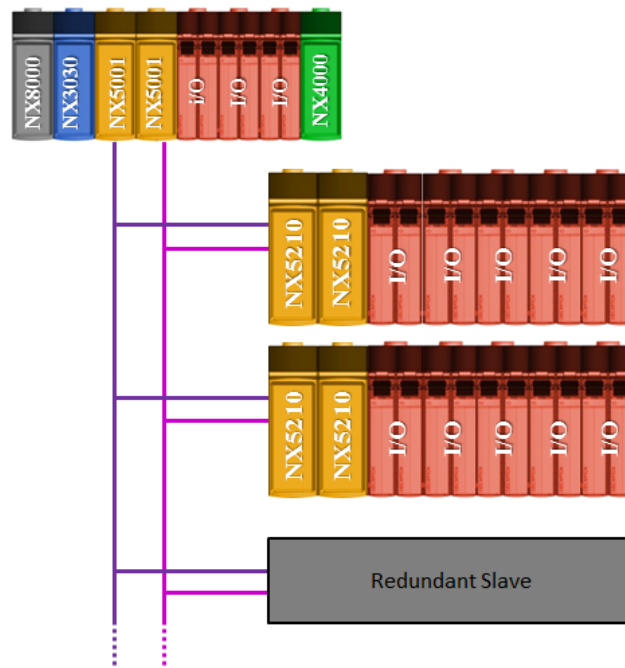 NX8000
NX3030
NX5001
NX5001
i/O
I/O
I/O
NX4000
NX5210
NX5210
I/O
I/O
I/O
I/O
I/O
NX5210
NX5210
I/O
I/O
I/O
I/O
I/O
Redundant Slave